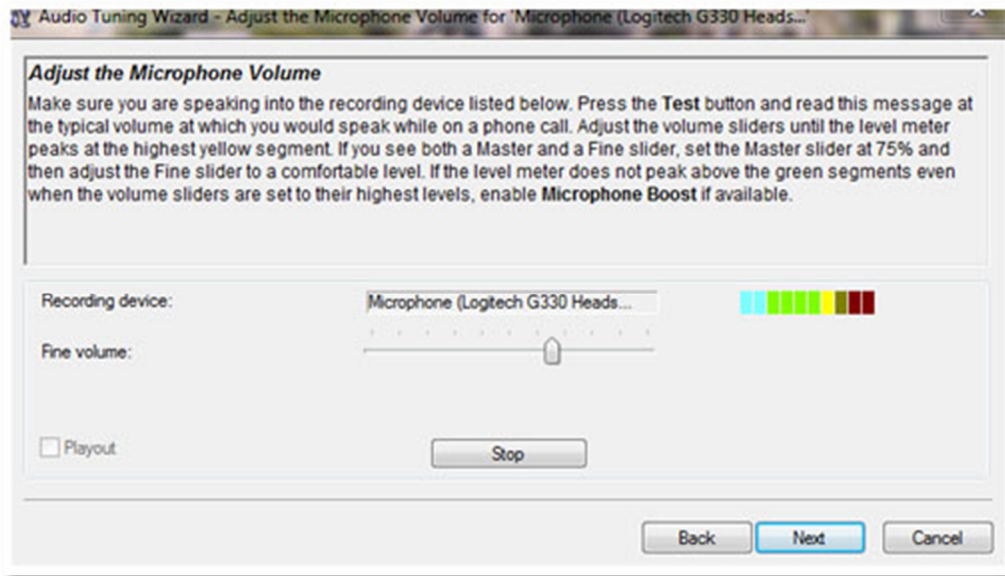 Audio Tuning Wizard - Adjust the Microphone Volume for 'Microphone (Logitech G330 Heads...'
Adjust the Microphone Volume
Make sure you are speaking into the recording device listed below. Press the Test button and read this message at
the typical volume at which you would speak while on a phone call. Adjust the volume sliders until the level meter
peaks at the highest yellow segment. If you see both a Master and a Fine slider, set the Master slider at 75% and
then adjust the Fine slider to a comfortable level. If the level meter does not peak above the green segments even
when the volume sliders are set to their highest levels, enable Microphone Boost if available.
Recording device: Microphone (Logitech G330 Heads...
Fine volume:
Playout Stop
Back Next Cancel